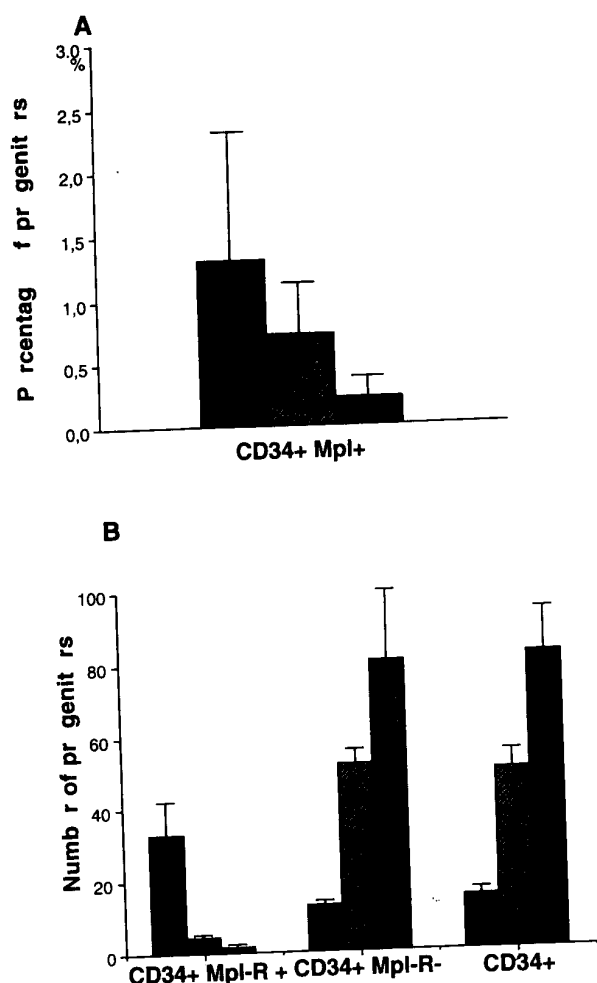 A
3.0
%
2,5
2,0
1,5
1,0
0,5
0,0
P rcentag f pr genit rs
CD34+ Mpl+
B
100
80
60
40
20
0
Numb r of pr genit rs
CD34+ Mpl-R + CD34+ Mpl-R- CD34+